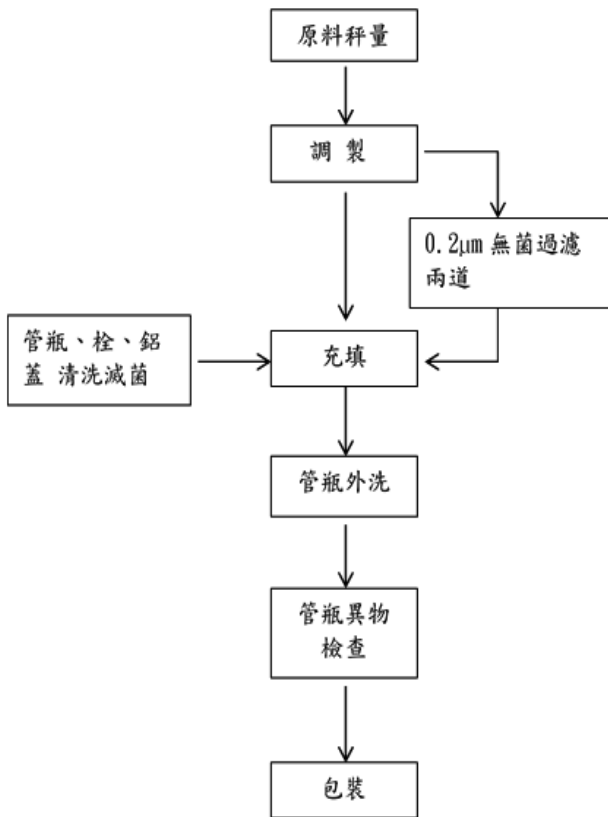 原料秤量
調 製
0.2μm 無菌過濾
兩道
管瓶、栓、鋁
蓋 清洗滅菌
充填
管瓶外洗
管瓶異物
檢查
包裝